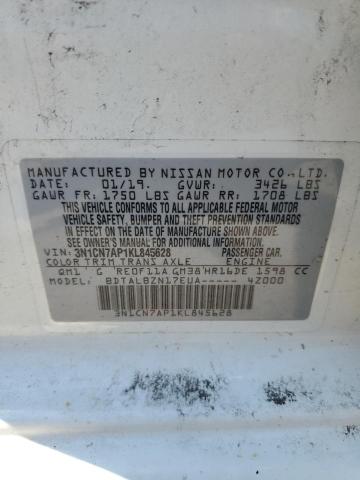 MANUFACTURED BY NISSAN MOTOR CO., LTD.
DATE: 01/19. GVWR: 3426 LBS
GAWR FR: 1750 LBS GAWR RR: 1708 LBS
THIS VEHICLE CONFORMS TO ALL APPLICABLE FEDERAL MOTOR
VEHICLE SAFETY, BUMPER AND THEFT PREVENTION STANDARDS
IN EFFECT ON THE DATE OF MANUFACTURE SHOWN ABOVE.
SEE OWNER'S MANUAL FOR ADDITIONAL INFORMATION.
VIN: 3N1CN7AP1KL845628 PASSENGER CAR.
COLOR TRIM TRANS AXLE ENGINE
QM1 G RE0F11A GM38 HR16DE 1598 CC
MODEL: BDTALBZN17EUA----- 4Z000
3N1CN7AP1KL845628